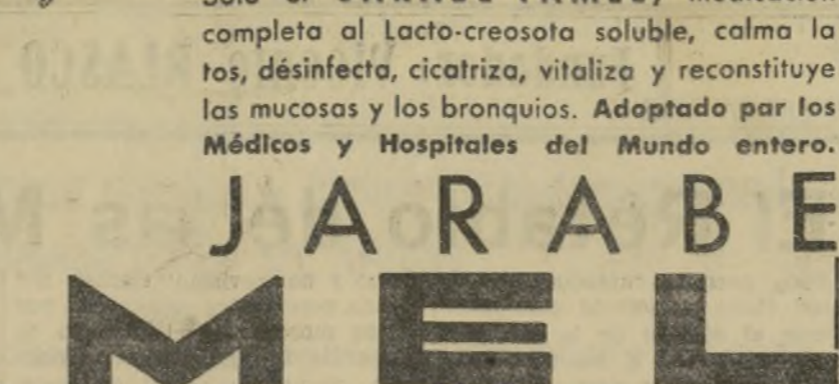 completa al Lacto-creosota soluble, calma la
tos, désinfecta, cicatriza, vitaliza y reconstituye
las mucosas y los bronquios. Adoptado por los
Médicos y Hospitales del Mundo entero.
JARABE
MEL